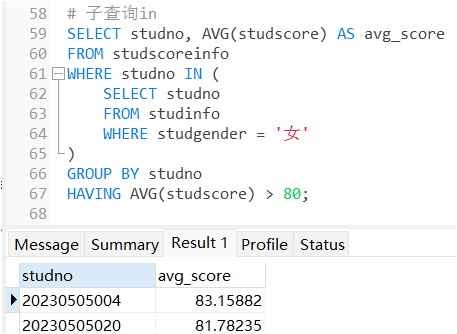 58 # 子查询in
59 SELECT studno, AVG(studscore) AS avg_score
60 FROM studscoreinfo
61 WHERE studno IN (
62 SELECT studno
63 FROM studinfo
64 WHERE studgender = '女'
65 )
66 GROUP BY studno
67 HAVING AVG(studscore) > 80;
68
Message Summary Result 1 Profile Status
studno avg_score
20230505004 83.15882
20230505020 81.78235